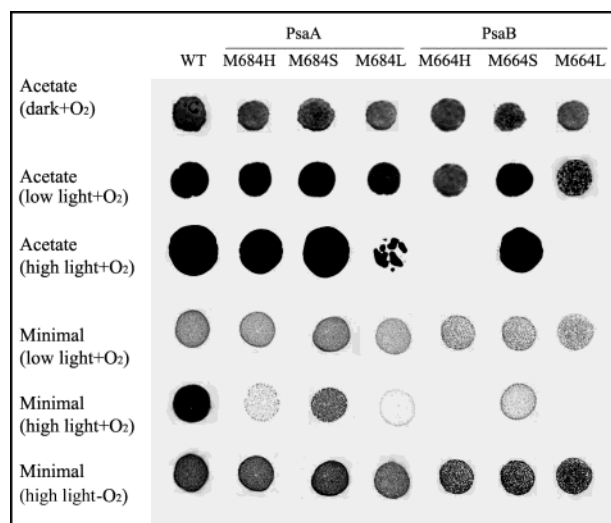 PsaA PsaB
WT M684H M684S M684L M664H M664S M664L
Acetate
(dark+O₂)
Acetate
(low light+O₂)
Acetate
(high light+O₂)
Minimal
(low light+O₂)
Minimal
(high light+O₂)
Minimal
(high light-O₂)